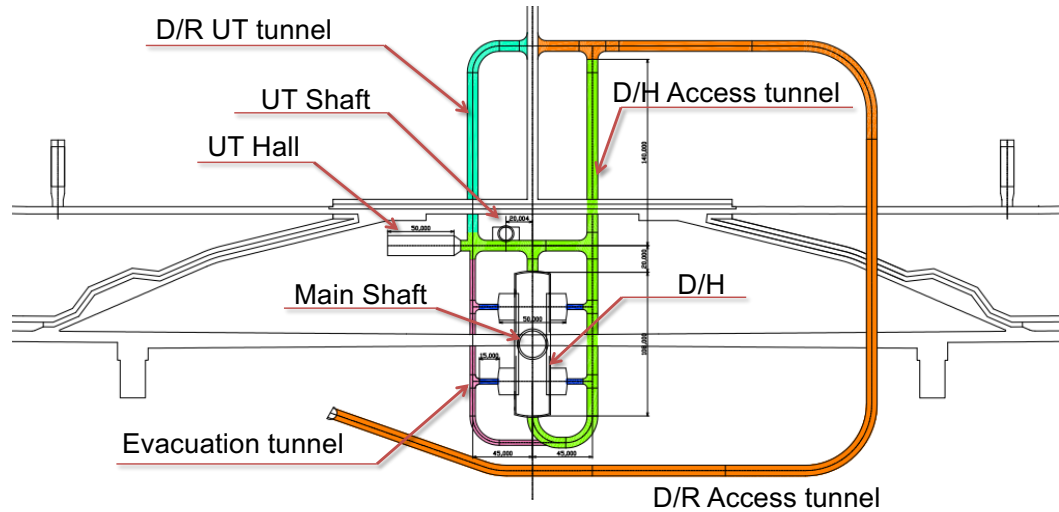 D/R UT tunnel
UT Shaft
D/H Access tunnel
UT Hall
140,000
20,004
50,000
20,000
Main Shaft
D/H
50,000
108,000
15,000
Evacuation tunnel
45,000
45,000
D/R Access tunnel